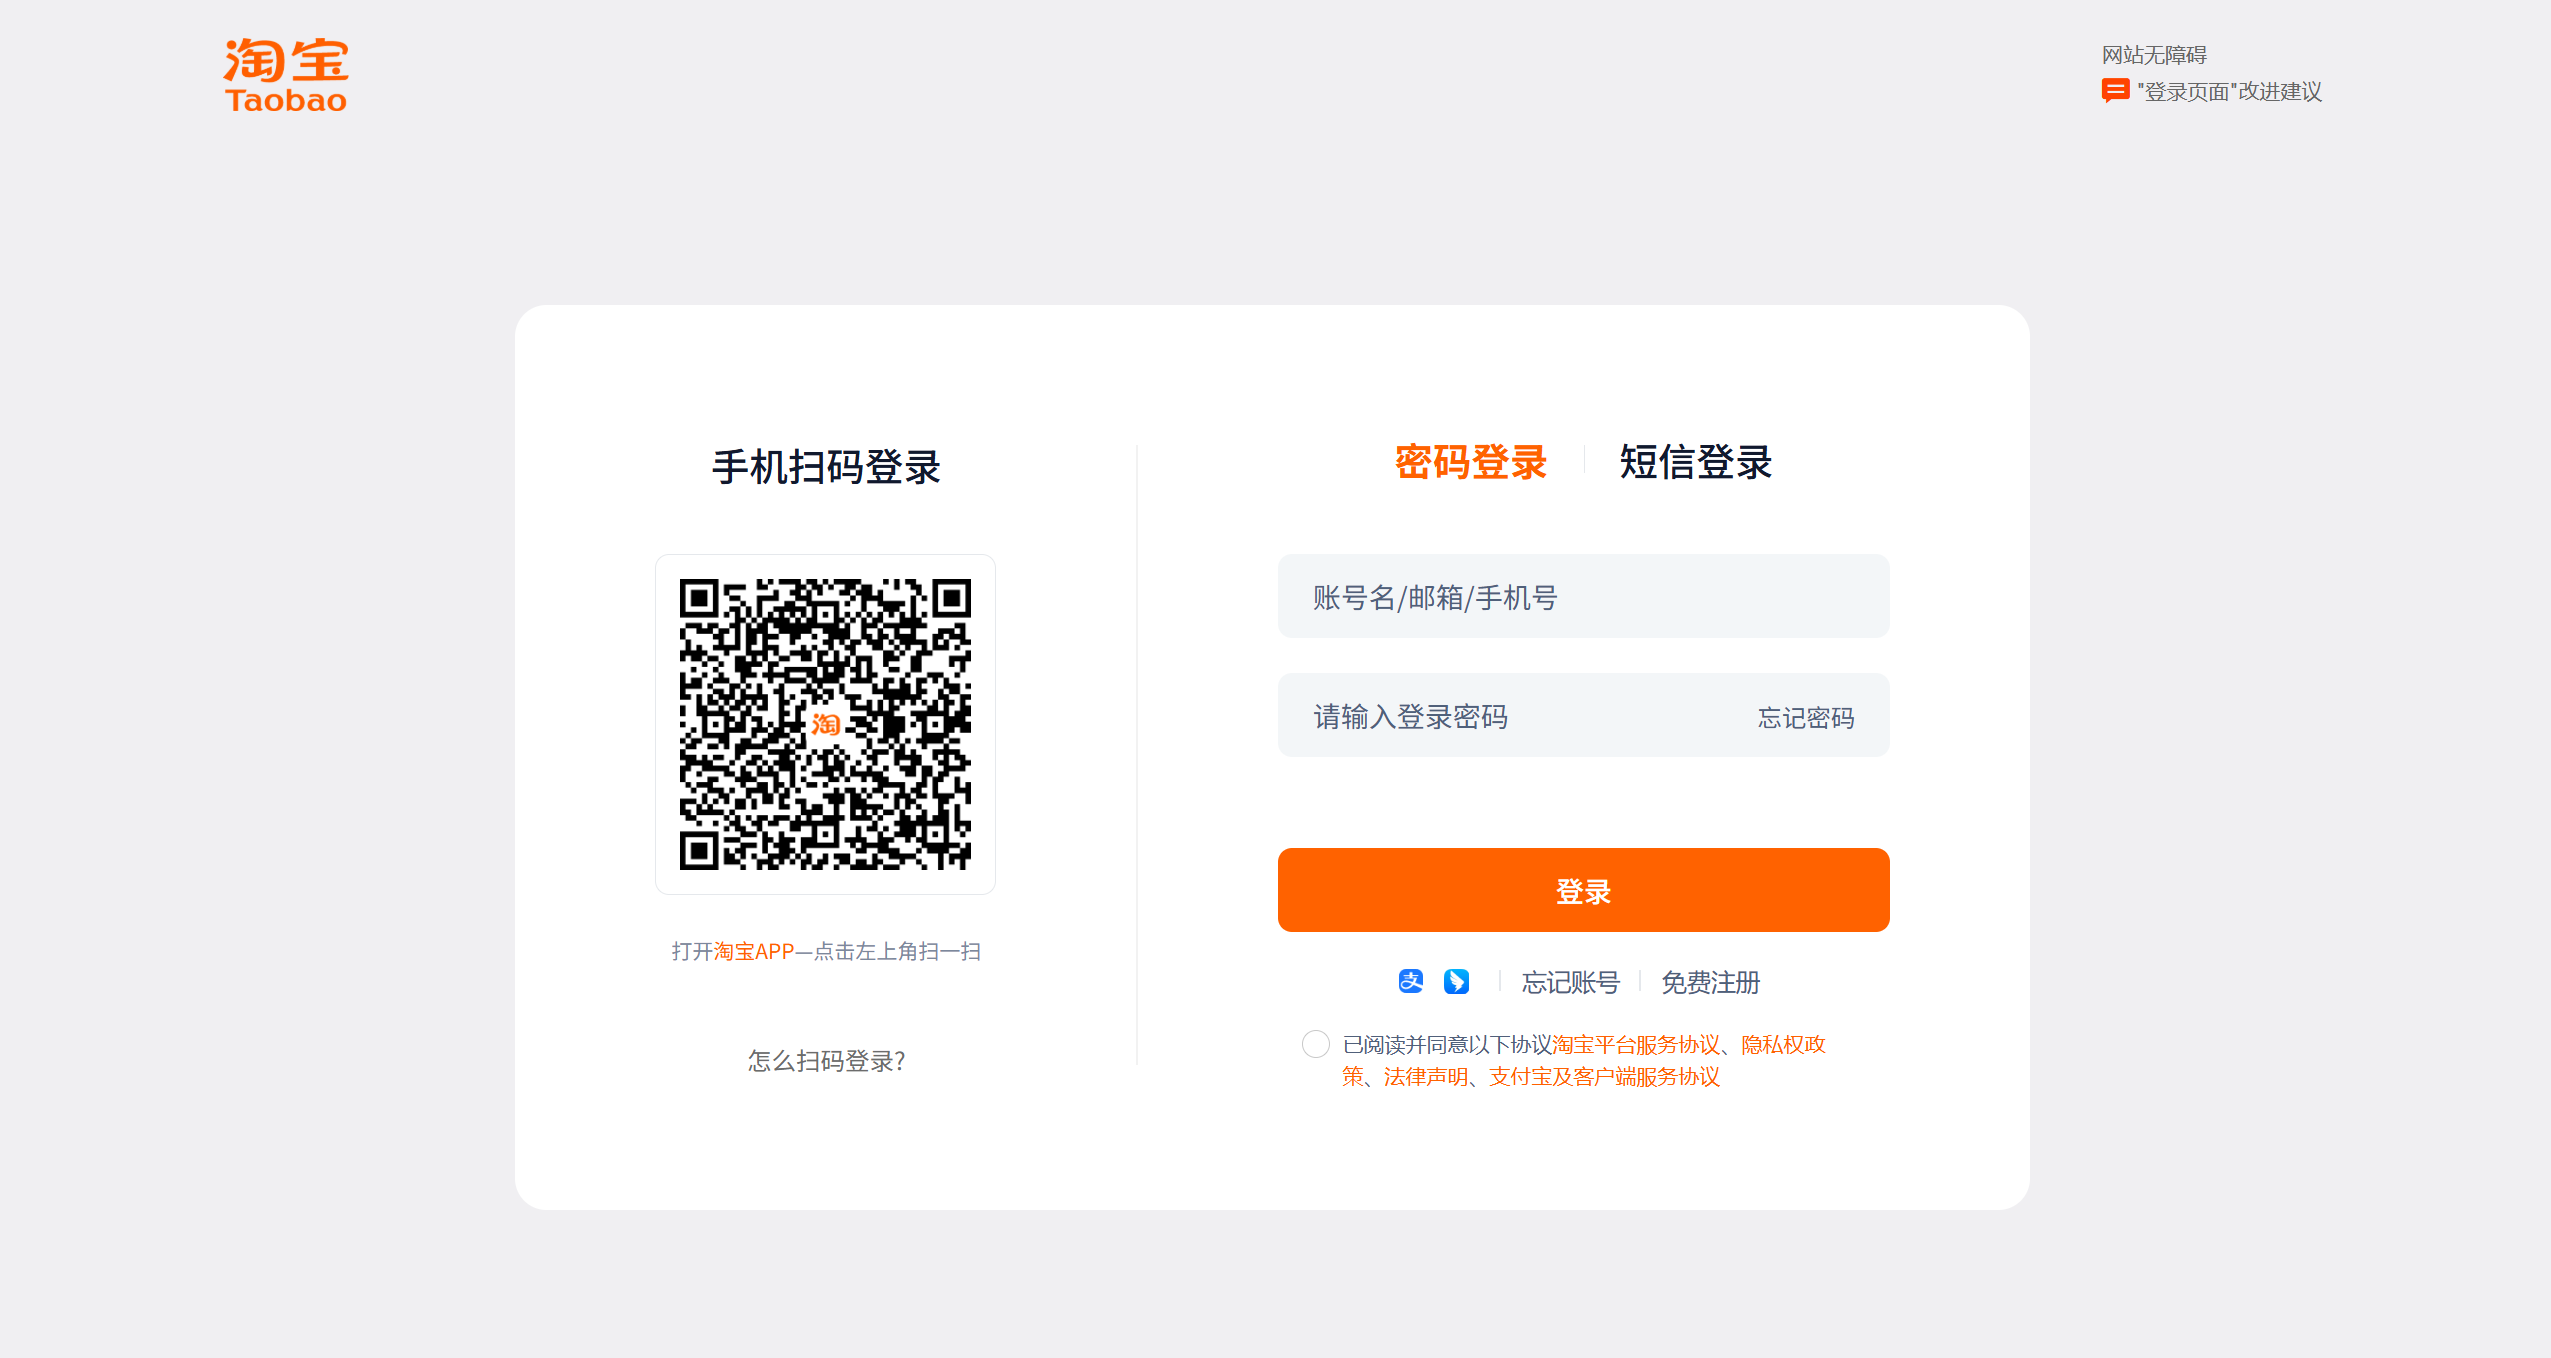 淘宝
Taobao
网站无障碍
"登录页面"改进建议
手机扫码登录
淘
打开淘宝APP—点击左上角扫一扫
怎么扫码登录?
密码登录
短信登录
账号名/邮箱/手机号
请输入登录密码
忘记密码
登录
支
忘记账号
免费注册
已阅读并同意以下协议淘宝平台服务协议、隐私权政
策、法律声明、支付宝及客户端服务协议